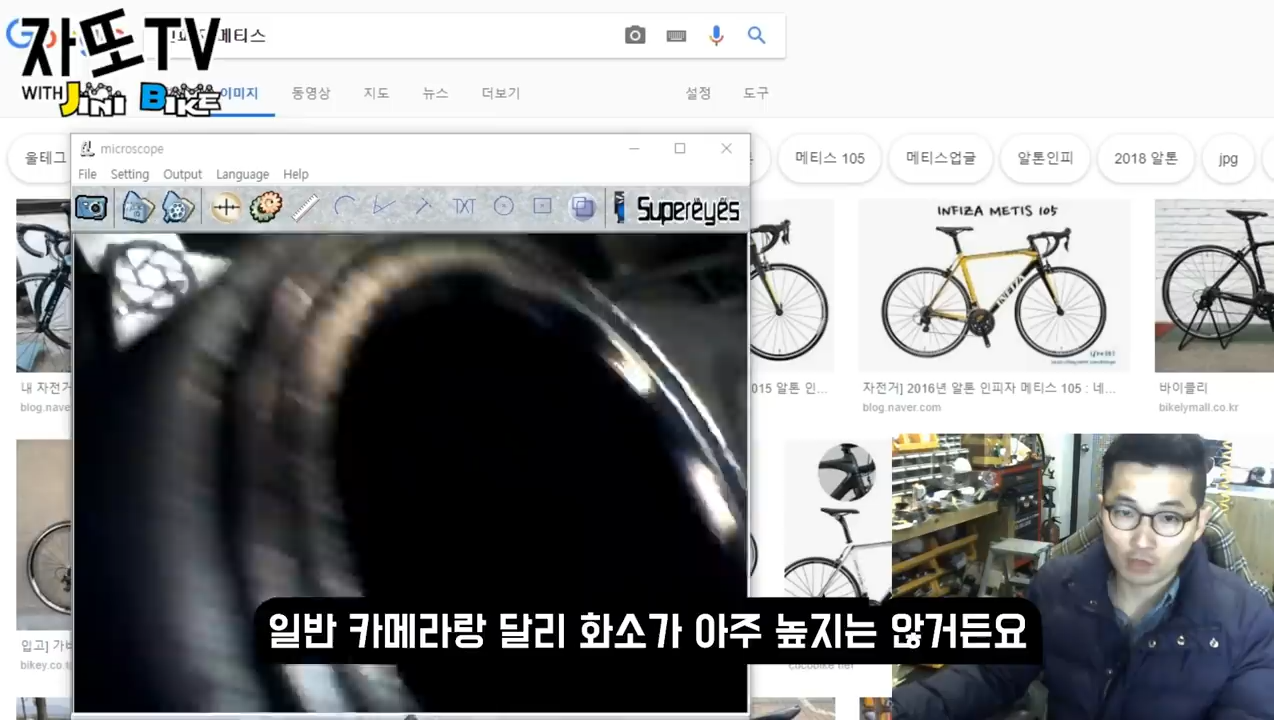 자또TV
WITH JINI BIKE
메티스
이미지
동영상
지도
뉴스
더보기
설정
도구
울테그
메티스 105
메티스업글
알톤인피
2018 알톤
jpg
microscope
File Setting Output Language Help
TXT
Supereyes
INFIZA METIS 105
INFIZA
내 자전거
blog.nave
015 알톤 인...
자전거] 2016년 알톤 인피자 메티스 105 : 네...
blog.naver.com
바이클리
bikelymall.co.kr
입고] 가
bikey.co
일반 카메라랑 달리 화소가 아주 높지는 않거든요